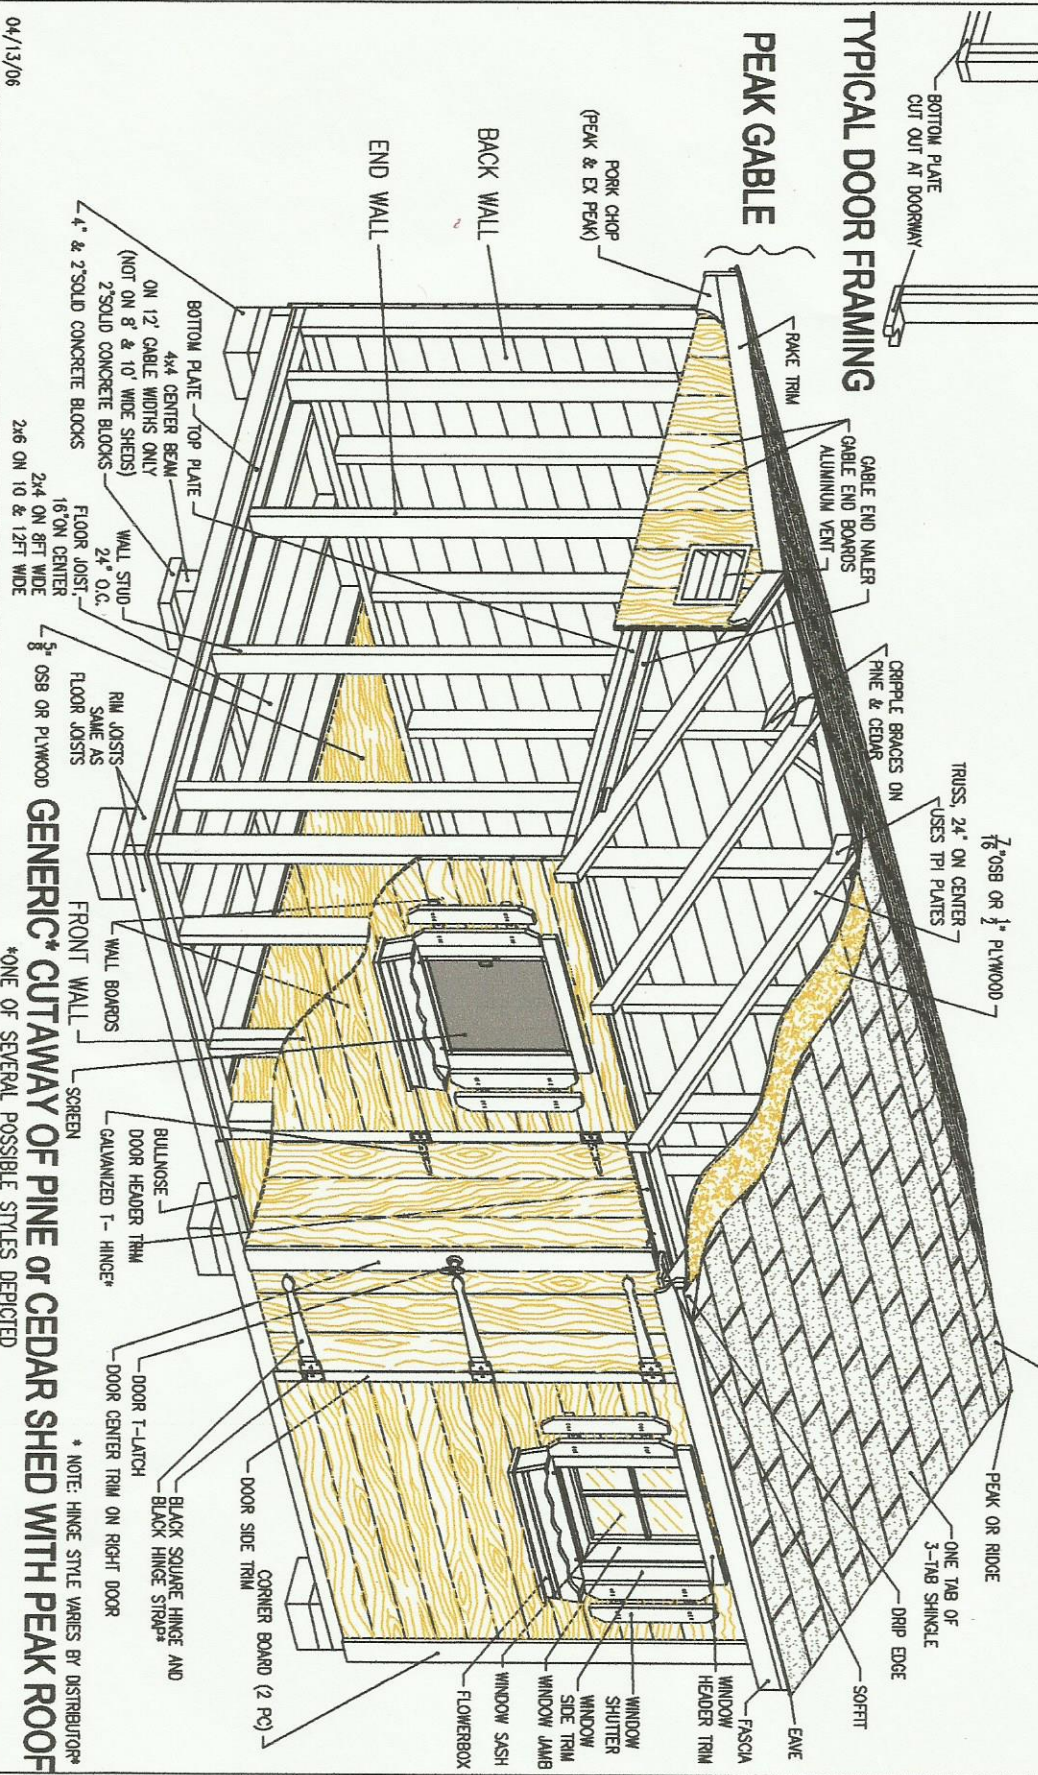 BOTTOM PLATE
CUT OUT AT DOORWAY
TYPICAL DOOR FRAMING
PEAK GABLE
PORK CHOP
(PEAK & EX PEAK)
BACK WALL
END WALL
RAKE TRIM
GABLE END NAILER
GABLE END BOARDS
ALUMINUM VENT
CRIPPLE BRACES ON
PINE & CEDAR
TRUSS, 24" ON CENTER
USES TPI PLATES
7/16"OSB OR 1/2" PLYWOOD
PEAK OR RIDGE
ONE TAB OF
3-TAB SHINGLE
DRIP EDGE
SOFFIT
EAVE
FASCIA
WINDOW
HEADER TRIM
WINDOW
SHUTTER
WINDOW
SIDE TRIM
WINDOW JAMB
WINDOW SASH
FLOWERBOX
CORNER BOARD (2 PC)
DOOR SIDE TRIM
BLACK SQUARE HINGE AND
BLACK HINGE STRAP*
DOOR T-LATCH
DOOR CENTER TRIM ON RIGHT DOOR
BULLNOSE
DOOR HEADER TRIM
GALVANIZED T- HINGE*
SCREEN
WALL BOARDS
FRONT WALL
RIM JOISTS
SAME AS
FLOOR JOISTS
5/8" OSB OR PLYWOOD
WALL STUD
24" O.C.
FLOOR JOIST,
16"ON CENTER
2x4 ON 8FT WIDE
2x6 ON 10 & 12FT WIDE
BOTTOM PLATE
TOP PLATE
4x4 CENTER BEAM
ON 12' GABLE WIDTHS ONLY
(NOT ON 8' & 10' WIDE SHEDS)
2"SOLID CONCRETE BLOCKS
4" & 2"SOLID CONCRETE BLOCKS
* NOTE: HINGE STYLE VARIES BY DISTRIBUTOR*
GENERIC* CUTAWAY OF PINE or CEDAR SHED WITH PEAK ROOF
*ONE OF SEVERAL POSSIBLE STYLES DEPICTED
04/13/06